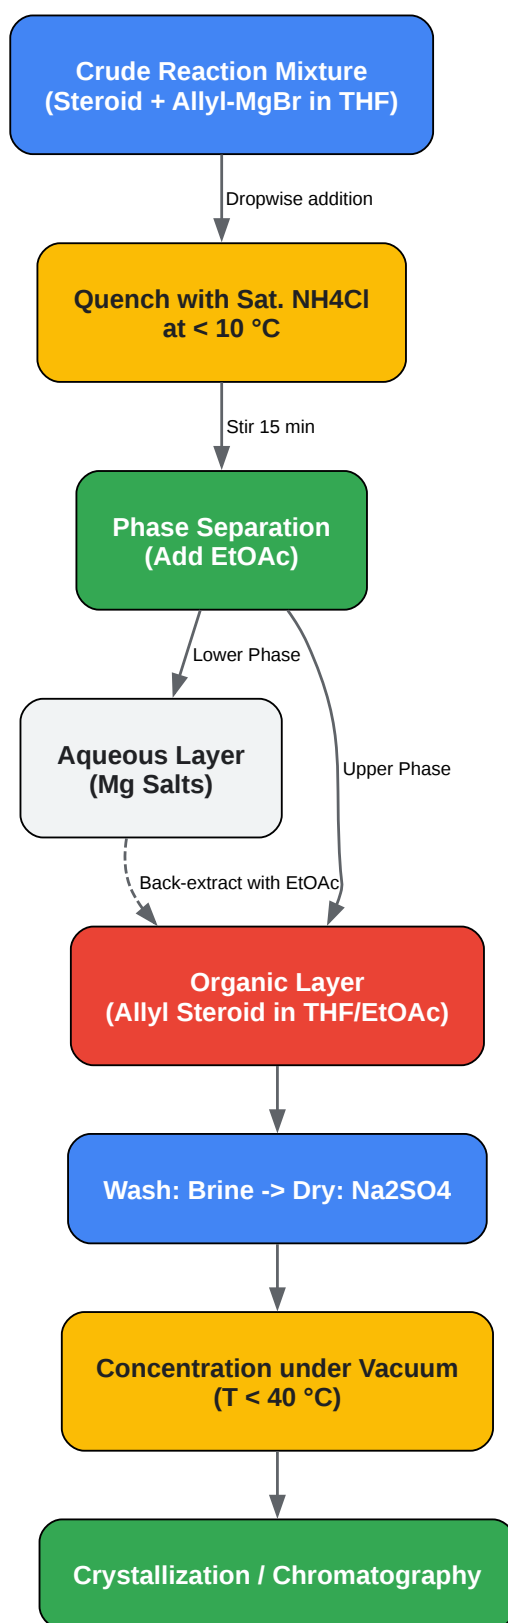 Crude Reaction Mixture
(Steroid + Allyl-MgBr in THF)
Dropwise addition
Quench with Sat. NH4Cl
at < 10 °C
Stir 15 min
Phase Separation
(Add EtOAc)
Lower Phase
Aqueous Layer
(Mg Salts)
Upper Phase
Back-extract with EtOAc
Organic Layer
(Allyl Steroid in THF/EtOAc)
Wash: Brine -> Dry: Na2SO4
Concentration under Vacuum
(T < 40 °C)
Crystallization / Chromatography